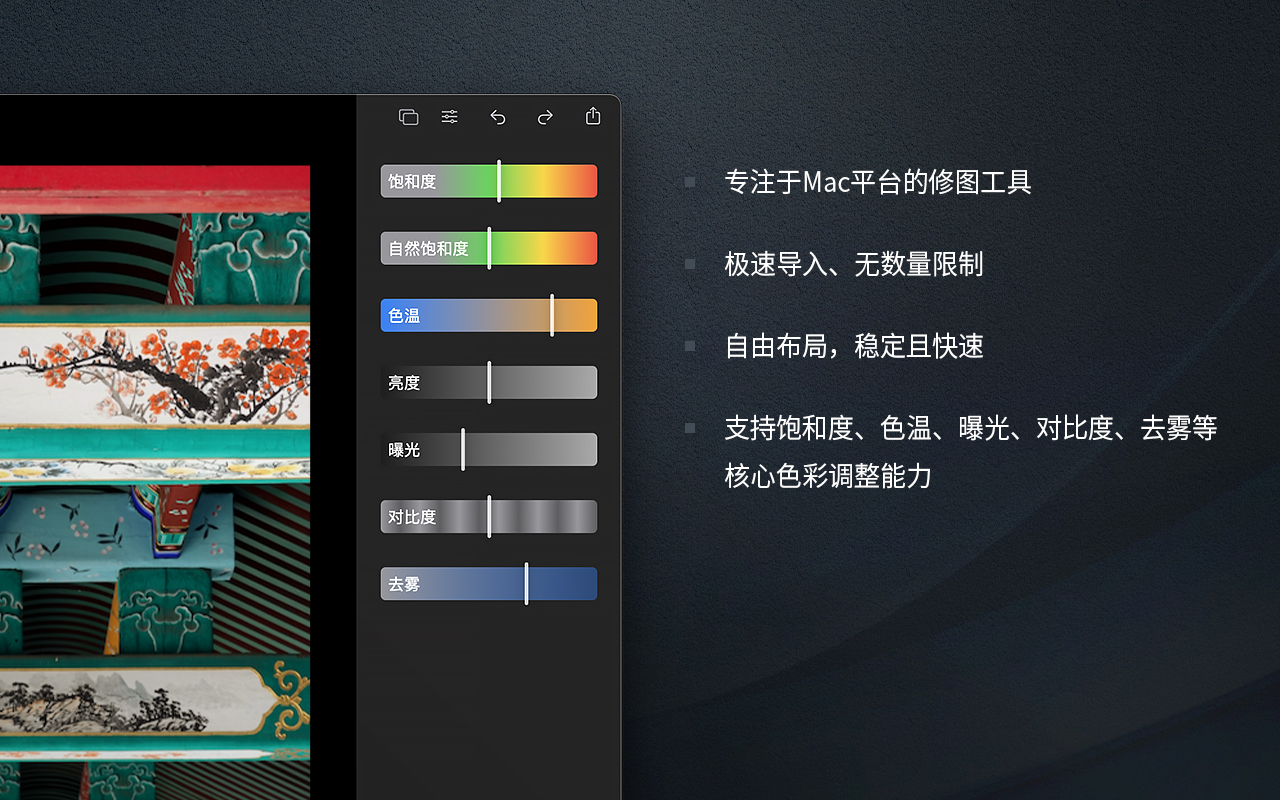 饱和度
自然饱和度
色温
亮度
曝光
对比度
去雾
专注于Mac平台的修图工具
极速导入、无数量限制
自由布局，稳定且快速
支持饱和度、色温、曝光、对比度、去雾等
核心色彩调整能力